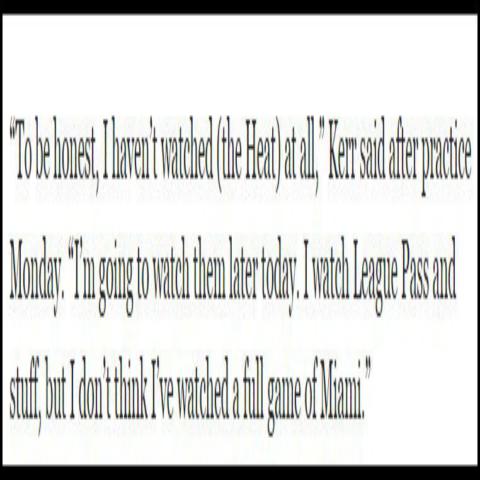 “To be honest, I haven’t watched (the Heat) at all,” Kerr said after practice
Monday. “I’m going to watch them later today. I watch League Pass and
stuff, but I don’t think I’ve watched a full game of Miami.”